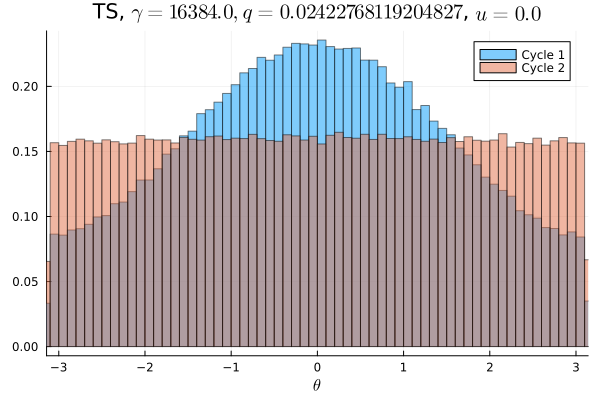 TS, γ = 16384.0, q = 0.02422768119204827, u = 0.0
Cycle 1
Cycle 2
0.20
0.15
0.10
0.05
0.00
−3 −2 −1 0 1 2 3
θ